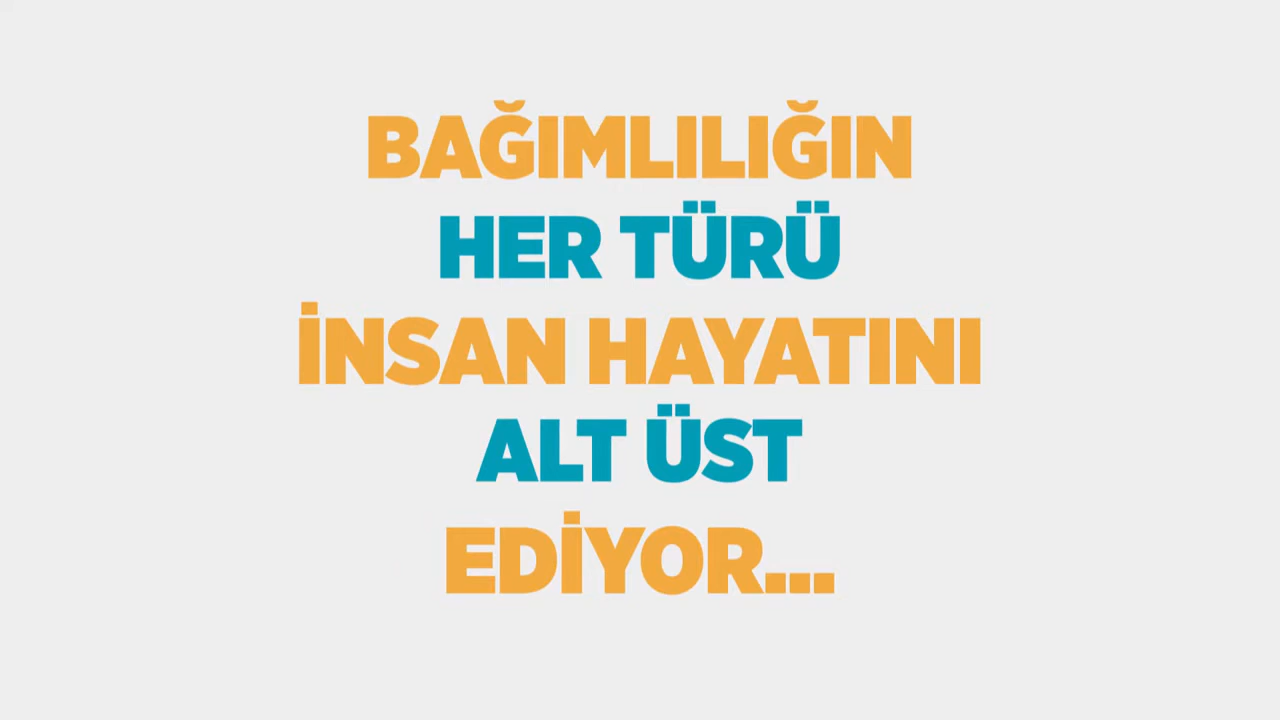 BAĞIMLILIĞIN
HER TÜRÜ
İNSAN HAYATINI
ALT ÜST
EDİYOR...